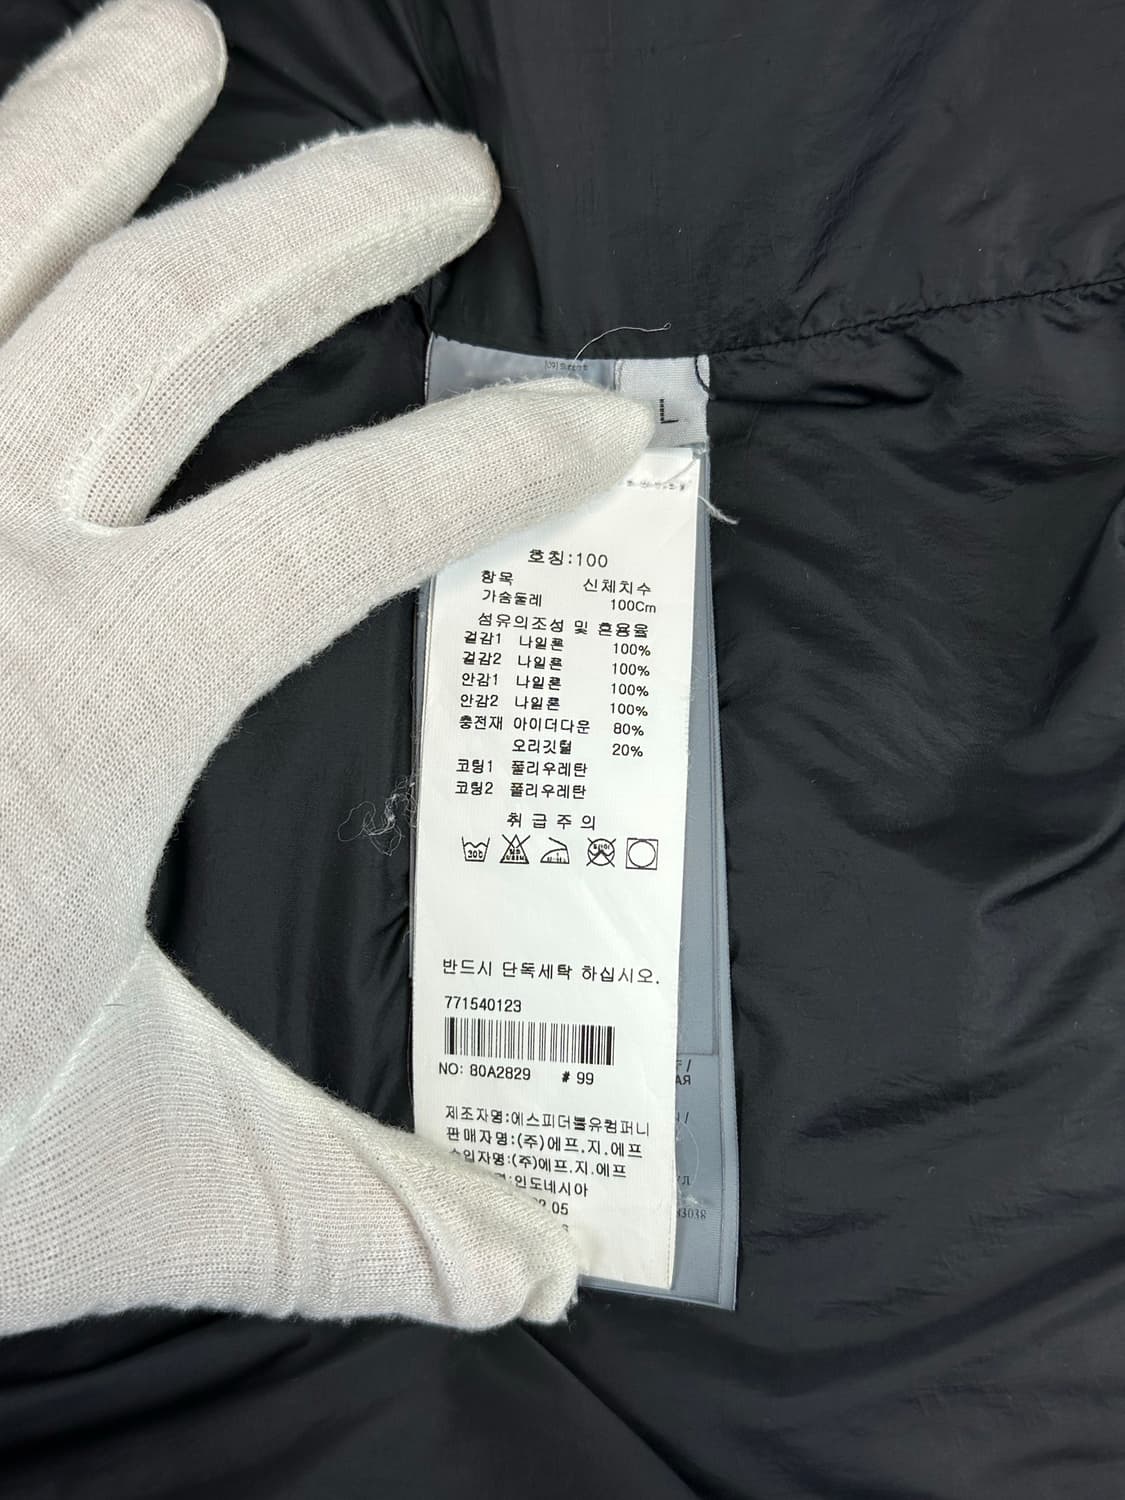 L
호칭:100
항목 신체치수
가슴둘레 100Cm
섬유의조성 및 혼용율
겉감1 나일론 100%
겉감2 나일론 100%
안감1 나일론 100%
안감2 나일론 100%
충전재 아이더다운 80%
오리깃털 20%
코팅1 폴리우레탄
코팅2 폴리우레탄
취급주의
30℃
반드시 단독세탁 하십시오.
771540123
NO: 80A2829 # 99
제조자명:에스피더블유컴퍼니
판매자명:(주)에프.지.에프
입자명:(주)에프.지.에프
:인도네시아
.05
3038